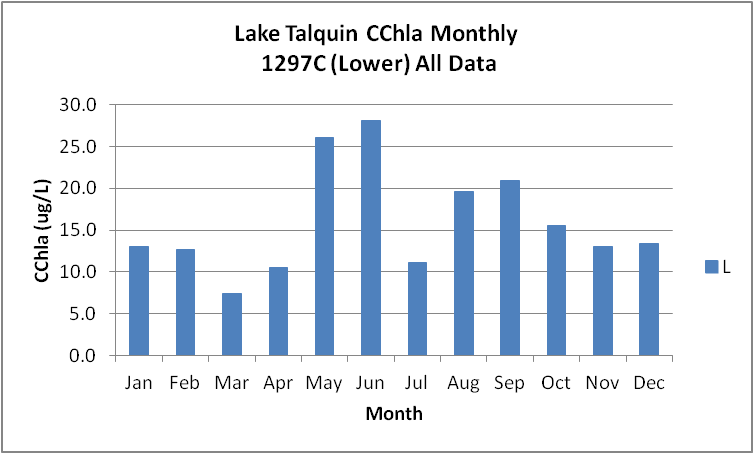 Lake Talquin CChla Monthly
1297C (Lower) All Data
CChla (ug/L)
30.0
25.0
20.0
15.0
10.0
5.0
0.0
Jan Feb Mar Apr May Jun Jul Aug Sep Oct Nov Dec
Month
L